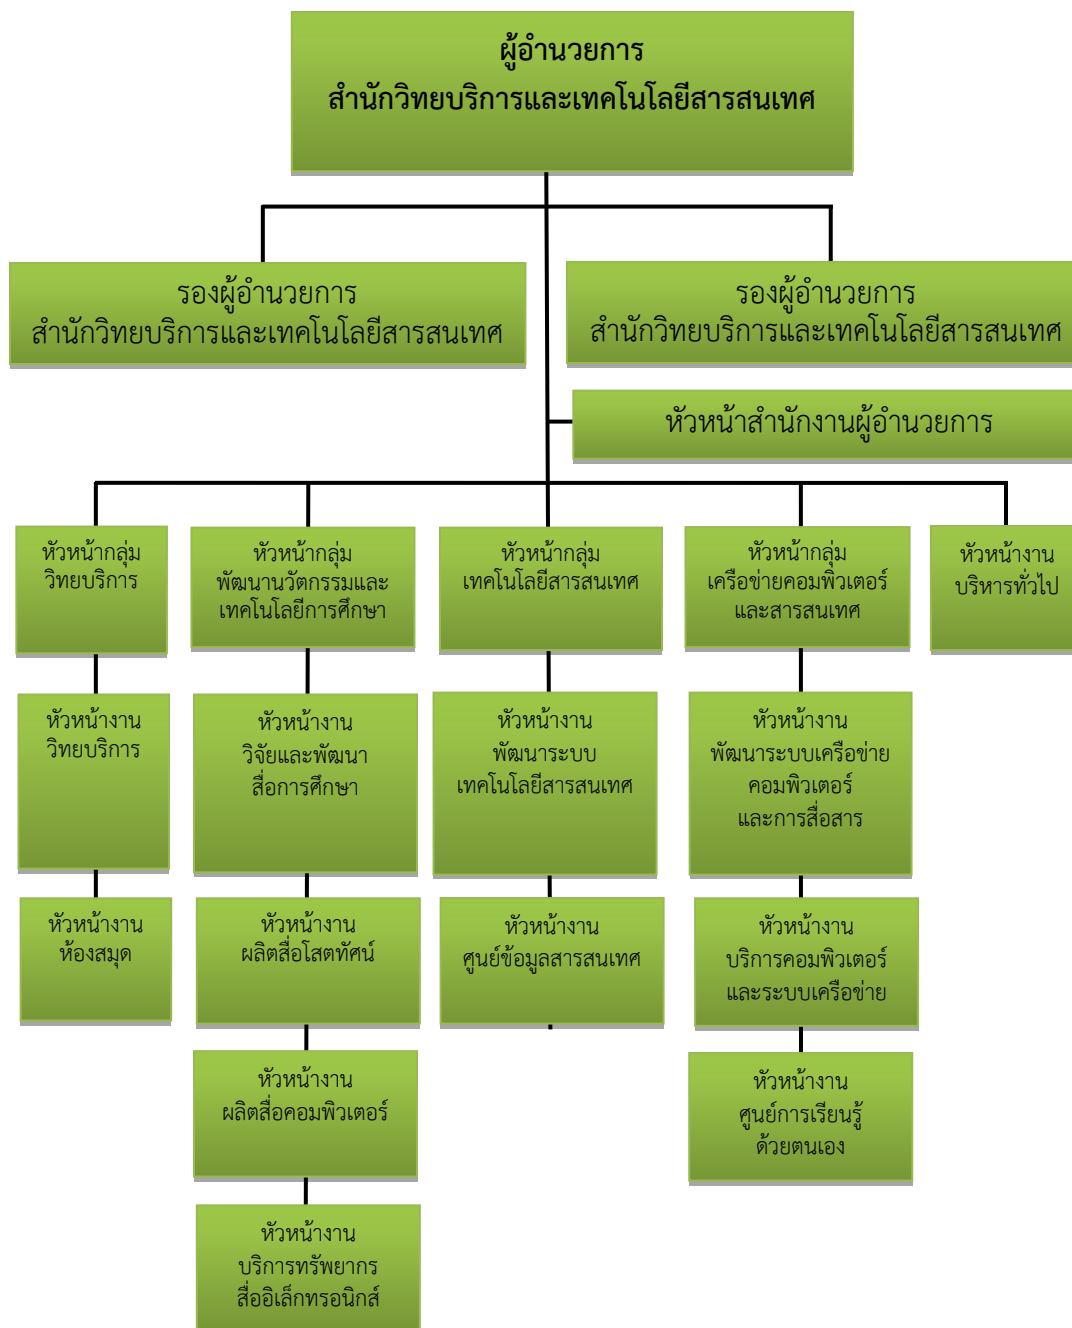 ผู้อำนวยการ
สำนักวิทยบริการและเทคโนโลยีสารสนเทศ
รองผู้อำนวยการ
สำนักวิทยบริการและเทคโนโลยีสารสนเทศ
รองผู้อำนวยการ
สำนักวิทยบริการและเทคโนโลยีสารสนเทศ
หัวหน้าสำนักงานผู้อำนวยการ
หัวหน้ากลุ่ม
วิทยบริการ
หัวหน้ากลุ่ม
พัฒนานวัตกรรมและ
เทคโนโลยีการศึกษา
หัวหน้ากลุ่ม
เทคโนโลยีสารสนเทศ
หัวหน้ากลุ่ม
เครือข่ายคอมพิวเตอร์
และสารสนเทศ
หัวหน้างาน
บริหารทั่วไป
หัวหน้างาน
วิทยบริการ
หัวหน้างาน
วิจัยและพัฒนา
สื่อการศึกษา
หัวหน้างาน
พัฒนาระบบ
เทคโนโลยีสารสนเทศ
หัวหน้างาน
พัฒนาระบบเครือข่าย
คอมพิวเตอร์
และการสื่อสาร
หัวหน้างาน
ห้องสมุด
หัวหน้างาน
ผลิตสื่อโสตทัศน์
หัวหน้างาน
ศูนย์ข้อมูลสารสนเทศ
หัวหน้างาน
บริการคอมพิวเตอร์
และระบบเครือข่าย
หัวหน้างาน
ผลิตสื่อคอมพิวเตอร์
หัวหน้างาน
ศูนย์การเรียนรู้
ด้วยตนเอง
หัวหน้างาน
บริการทรัพยากร
สื่ออิเล็กทรอนิกส์